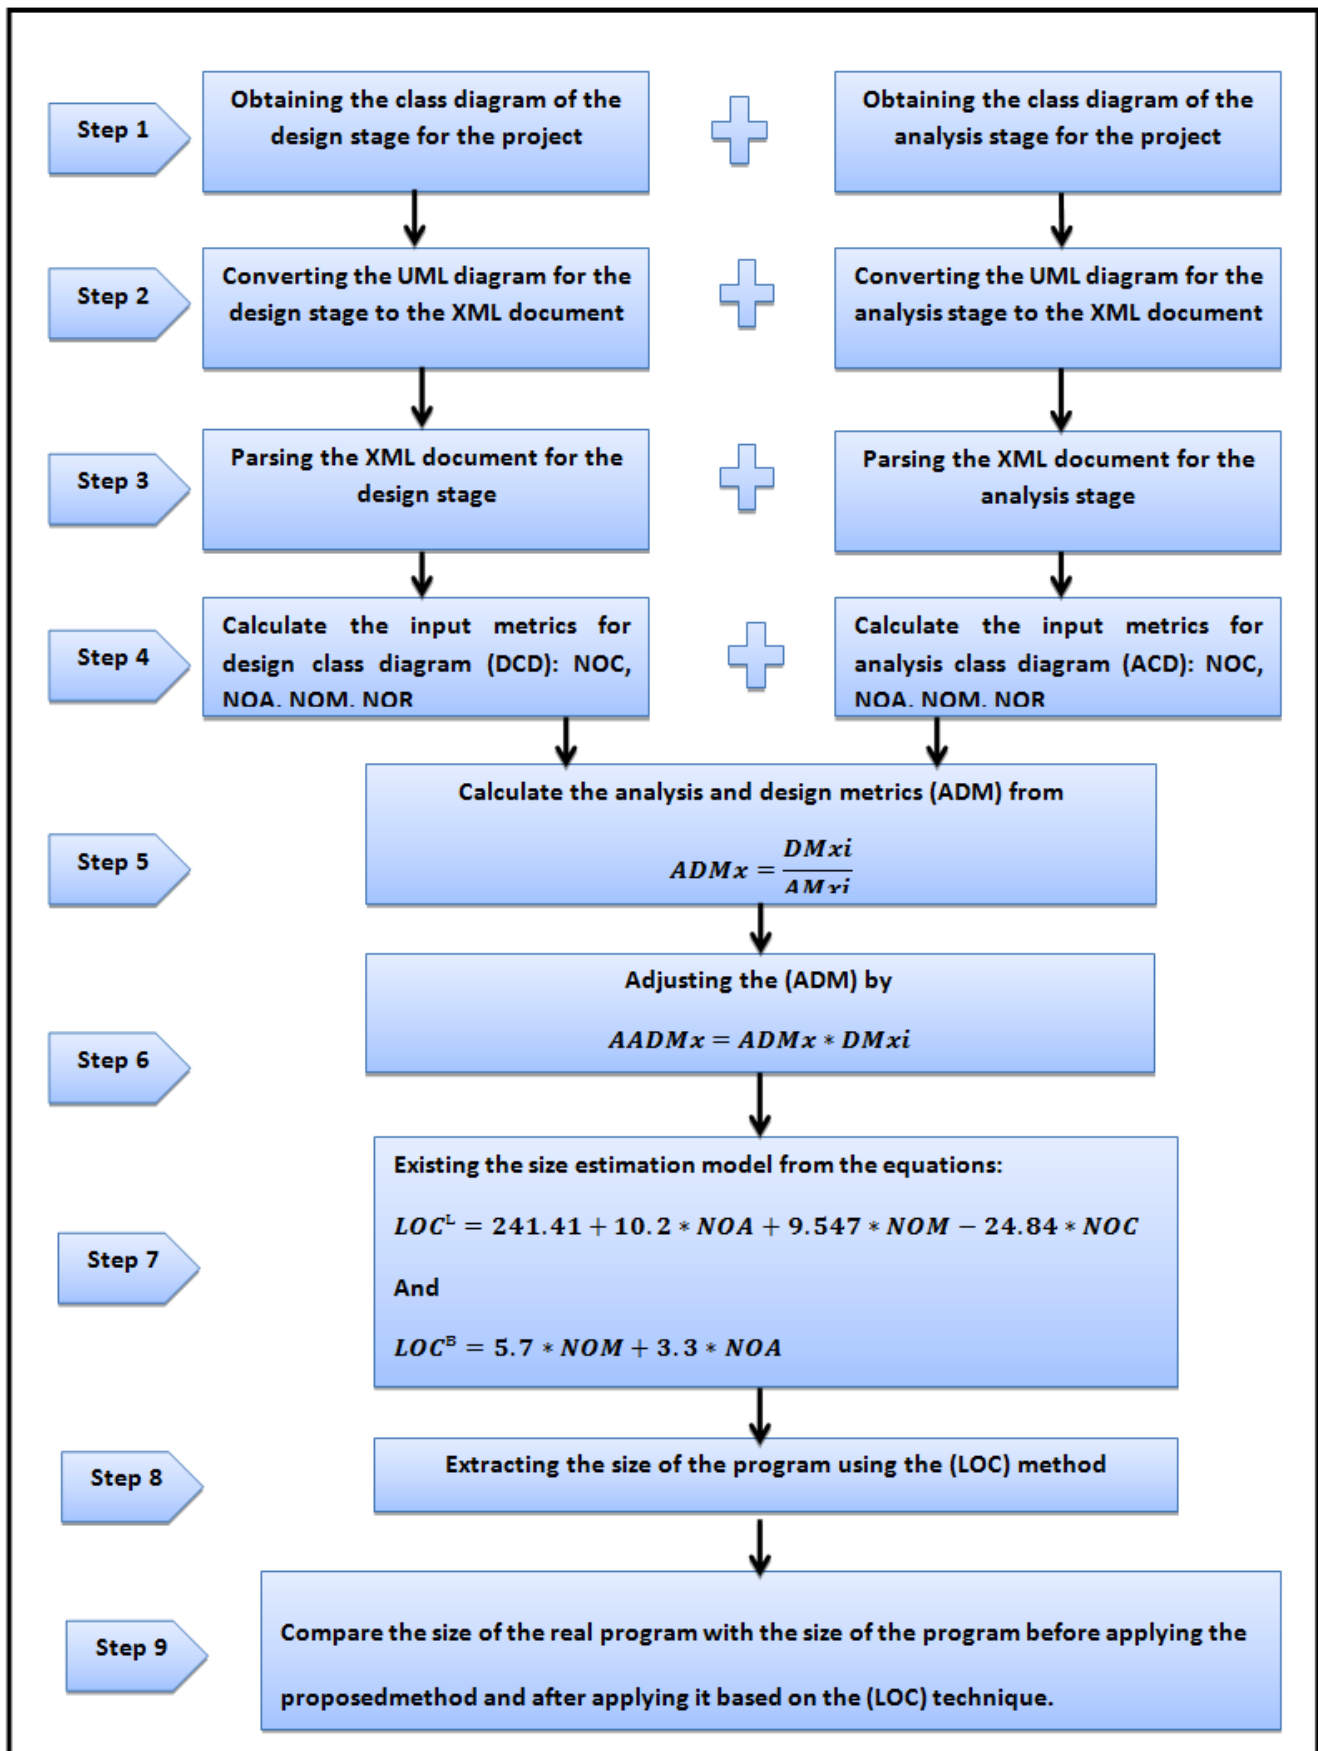 Step 1
Obtaining the class diagram of the
design stage for the project
Obtaining the class diagram of the
analysis stage for the project
Step 2
Converting the UML diagram for the
design stage to the XML document
Converting the UML diagram for the
analysis stage to the XML document
Step 3
Parsing the XML document for the
design stage
Parsing the XML document for the
analysis stage
Step 4
Calculate the input metrics for
design class diagram (DCD): NOC,
NOA, NOM, NOR
Calculate the input metrics for
analysis class diagram (ACD): NOC,
NOA, NOM, NOR
Step 5
Calculate the analysis and design metrics (ADM) from
ADMx = DMxi / AMxi
Step 6
Adjusting the (ADM) by
AADMx = ADMx * DMxi
Step 7
Existing the size estimation model from the equations:
LOCᴸ = 241.41 + 10.2 * NOA + 9.547 * NOM − 24.84 * NOC
And
LOCᴮ = 5.7 * NOM + 3.3 * NOA
Step 8
Extracting the size of the program using the (LOC) method
Step 9
Compare the size of the real program with the size of the program before applying the
proposedmethod and after applying it based on the (LOC) technique.